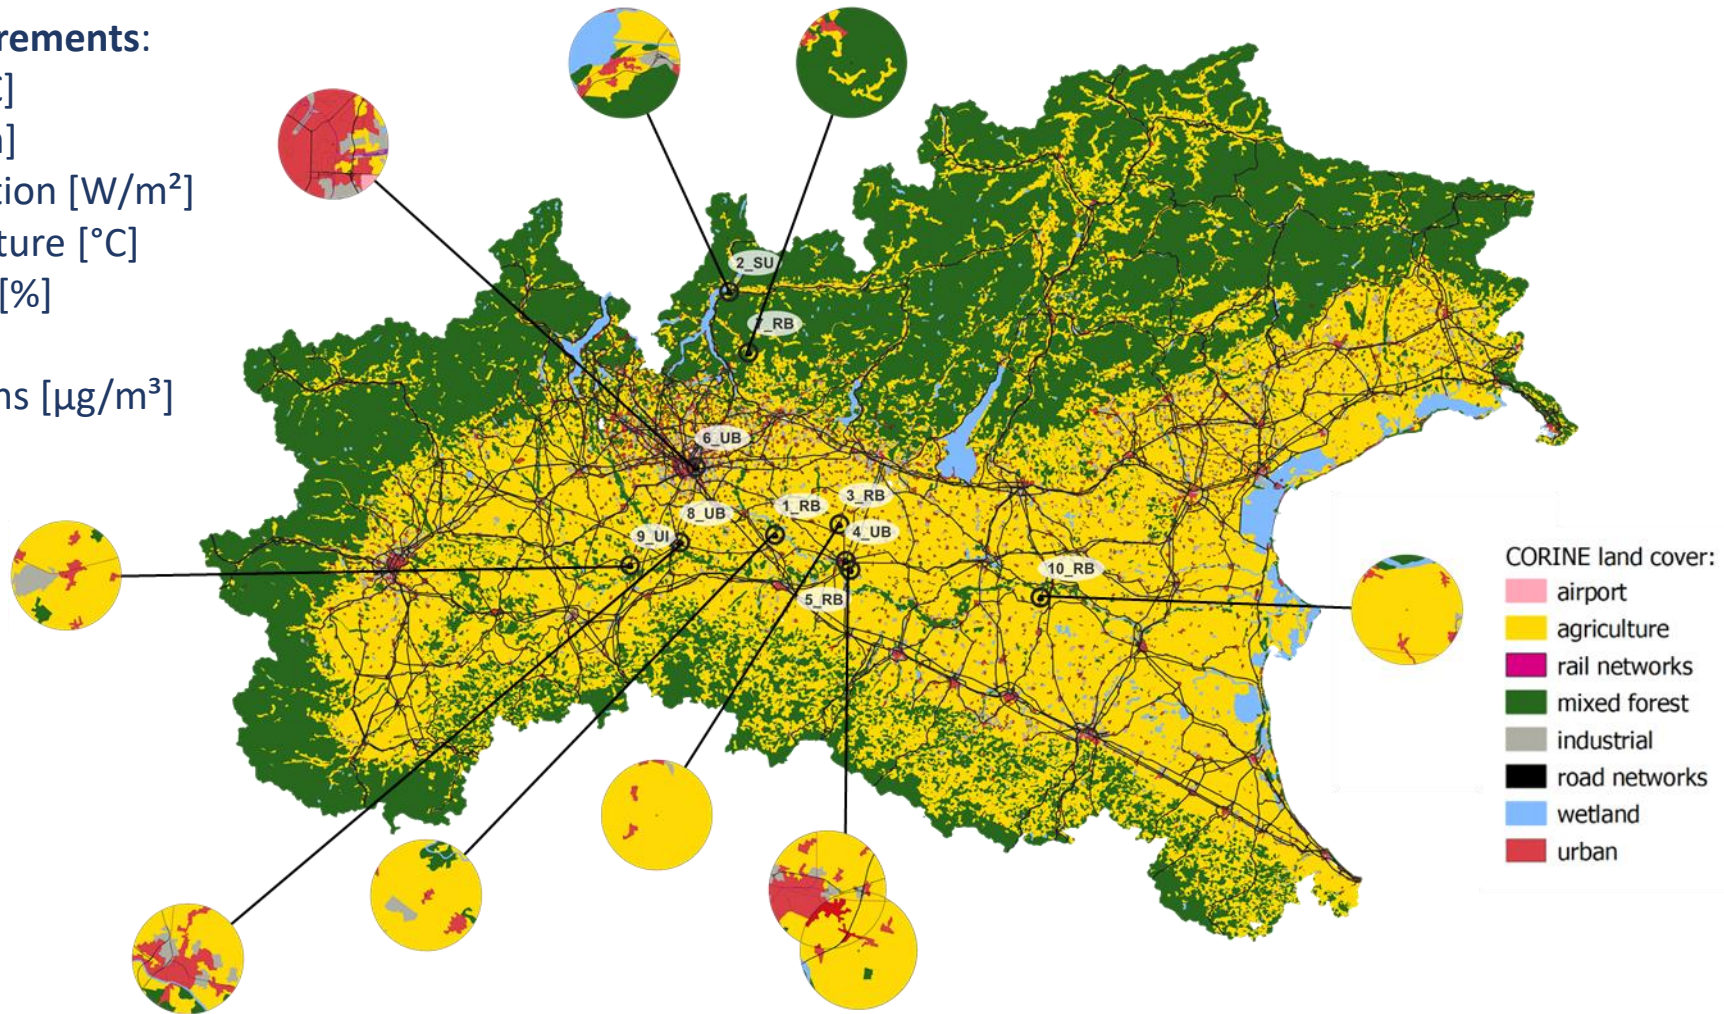 rements:
C]
n]
tion [W/m²]
ture [°C]
[%]
ns [µg/m³]
2_SU
7_RB
6_UB
3_RB
1_RB
8_UB
4_UB
9_UI
10_RB
5_RB
CORINE land cover:
airport
agriculture
rail networks
mixed forest
industrial
road networks
wetland
urban